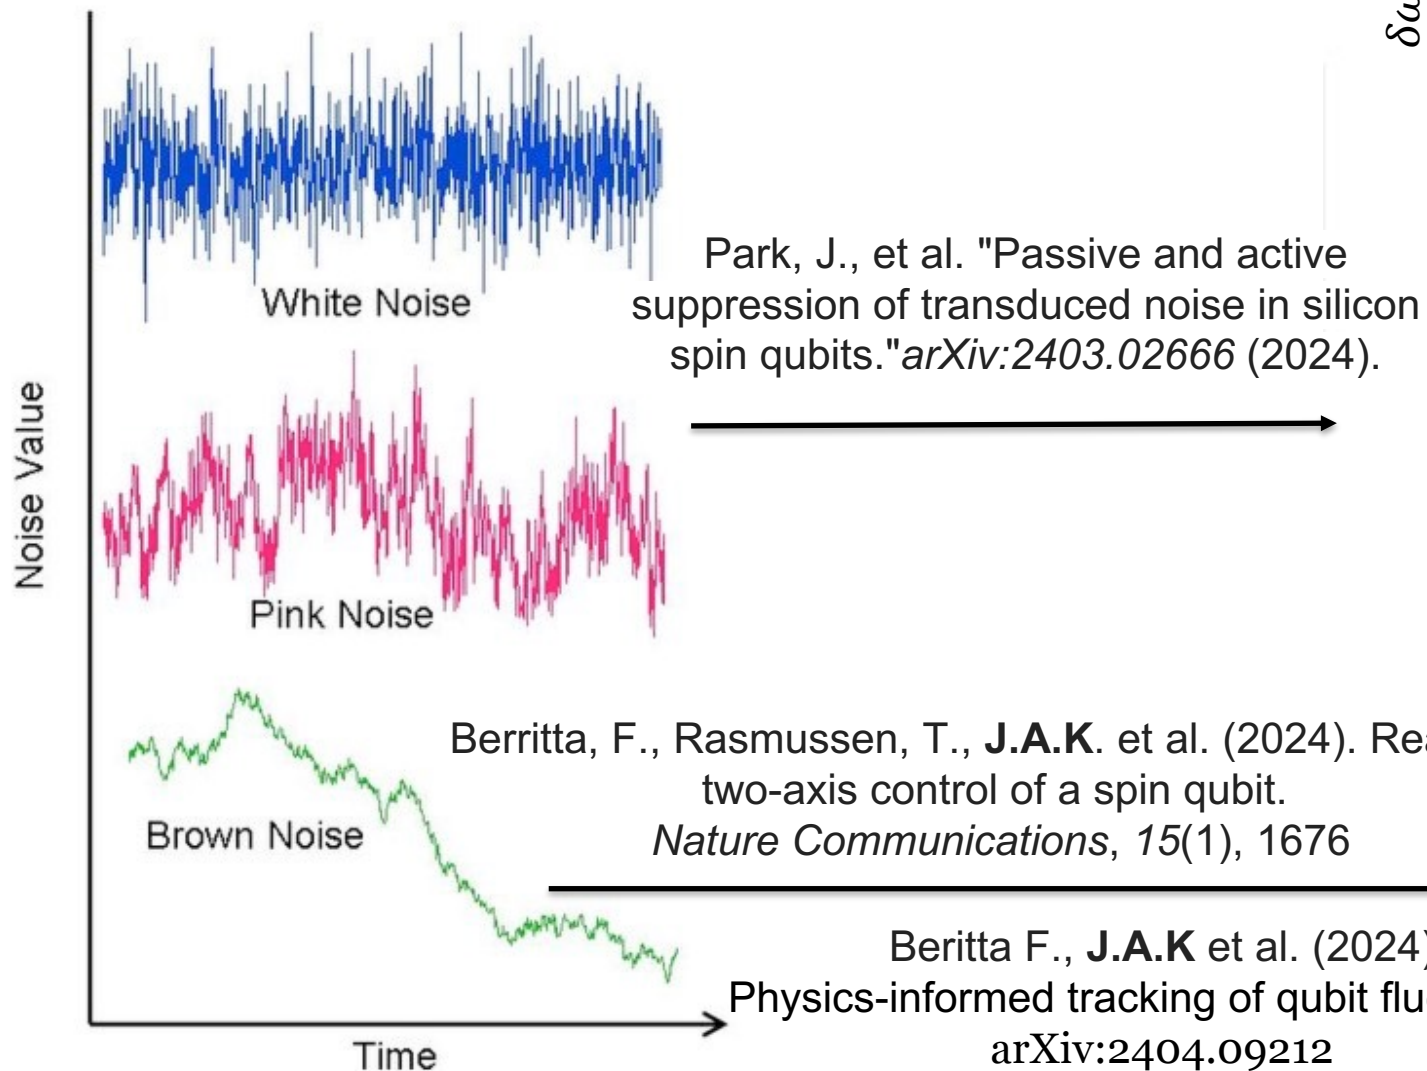 δω
White Noise
Park, J., et al. "Passive and active
suppression of transduced noise in silicon
spin qubits."arXiv:2403.02666 (2024).
Noise Value
Pink Noise
Berritta, F., Rasmussen, T., J.A.K. et al. (2024).
two-axis control of a spin qubit.
Brown Noise
Nature Communications, 15(1), 1676
Beritta F., J.A.K et al. (2024)
Physics-informed tracking of qubit
Time
arXiv:2404.09212